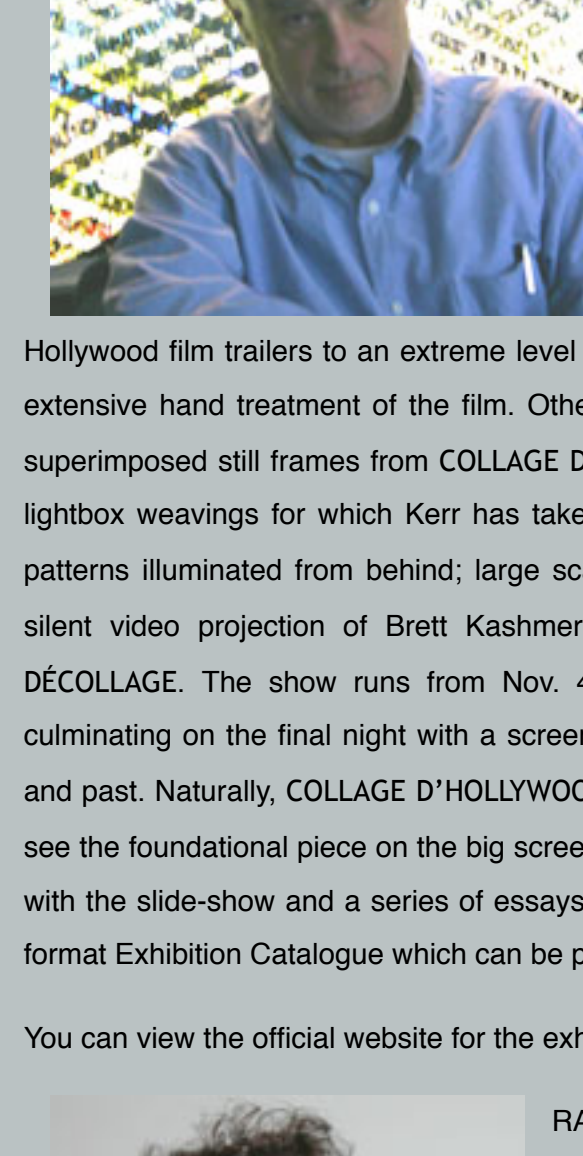 Hollywood film trailers to an extreme level
extensive hand treatment of the film. Othe
superimposed still frames from COLLAGE D
lightbox weavings for which Kerr has take
patterns illuminated from behind; large sc
silent video projection of Brett Kashmer
DÉCOLLAGE. The show runs from Nov. 4
culminating on the final night with a screen
and past. Naturally, COLLAGE D’HOLLYWOO
see the foundational piece on the big scree
with the slide-show and a series of essays
format Exhibition Catalogue which can be p
You can view the official website for the exh
RA